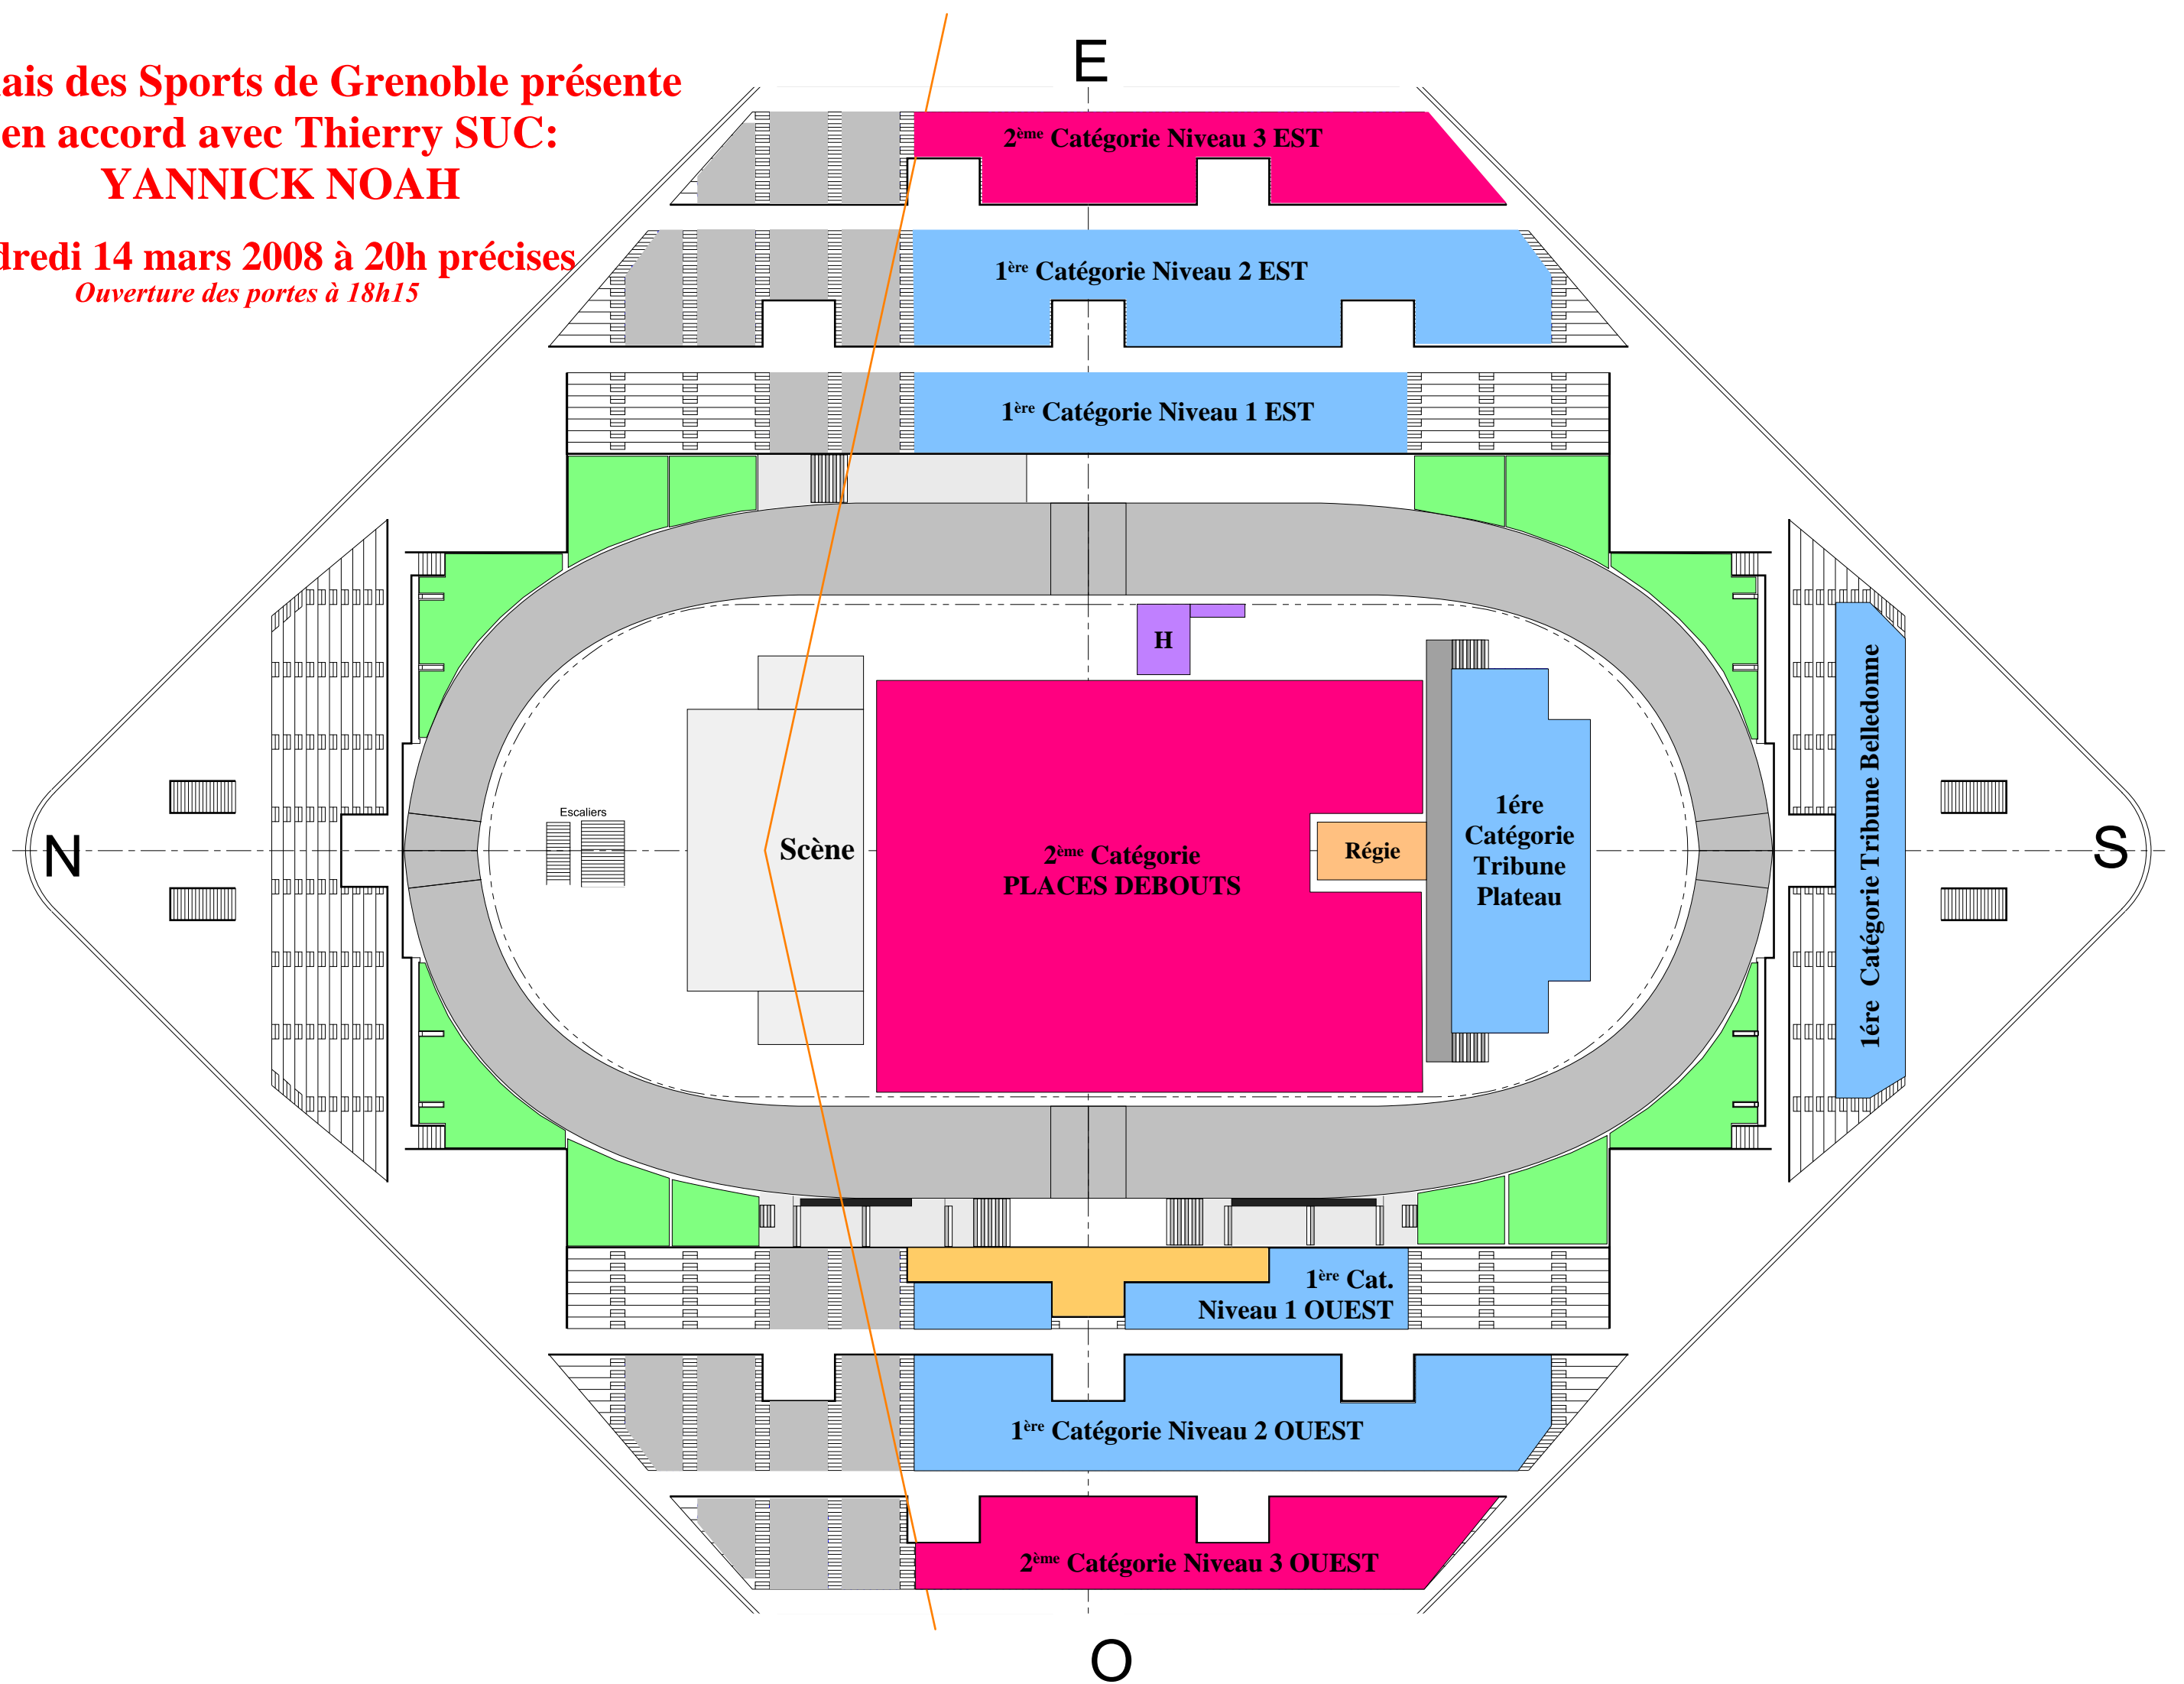 ais des Sports de Grenoble présente
en accord avec Thierry SUC:
YANNICK NOAH
dredi 14 mars 2008 à 20h précises
Ouverture des portes à 18h15
E
2ème Catégorie Niveau 3 EST
1ère Catégorie Niveau 2 EST
1ère Catégorie Niveau 1 EST
H
N
Escaliers
Scène
2ème Catégorie
PLACES DEBOUTS
Régie
1ére
Catégorie
Tribune
Plateau
1ére Catégorie Tribune Belledonne
S
1ère Cat.
Niveau 1 OUEST
1ère Catégorie Niveau 2 OUEST
2ème Catégorie Niveau 3 OUEST
O